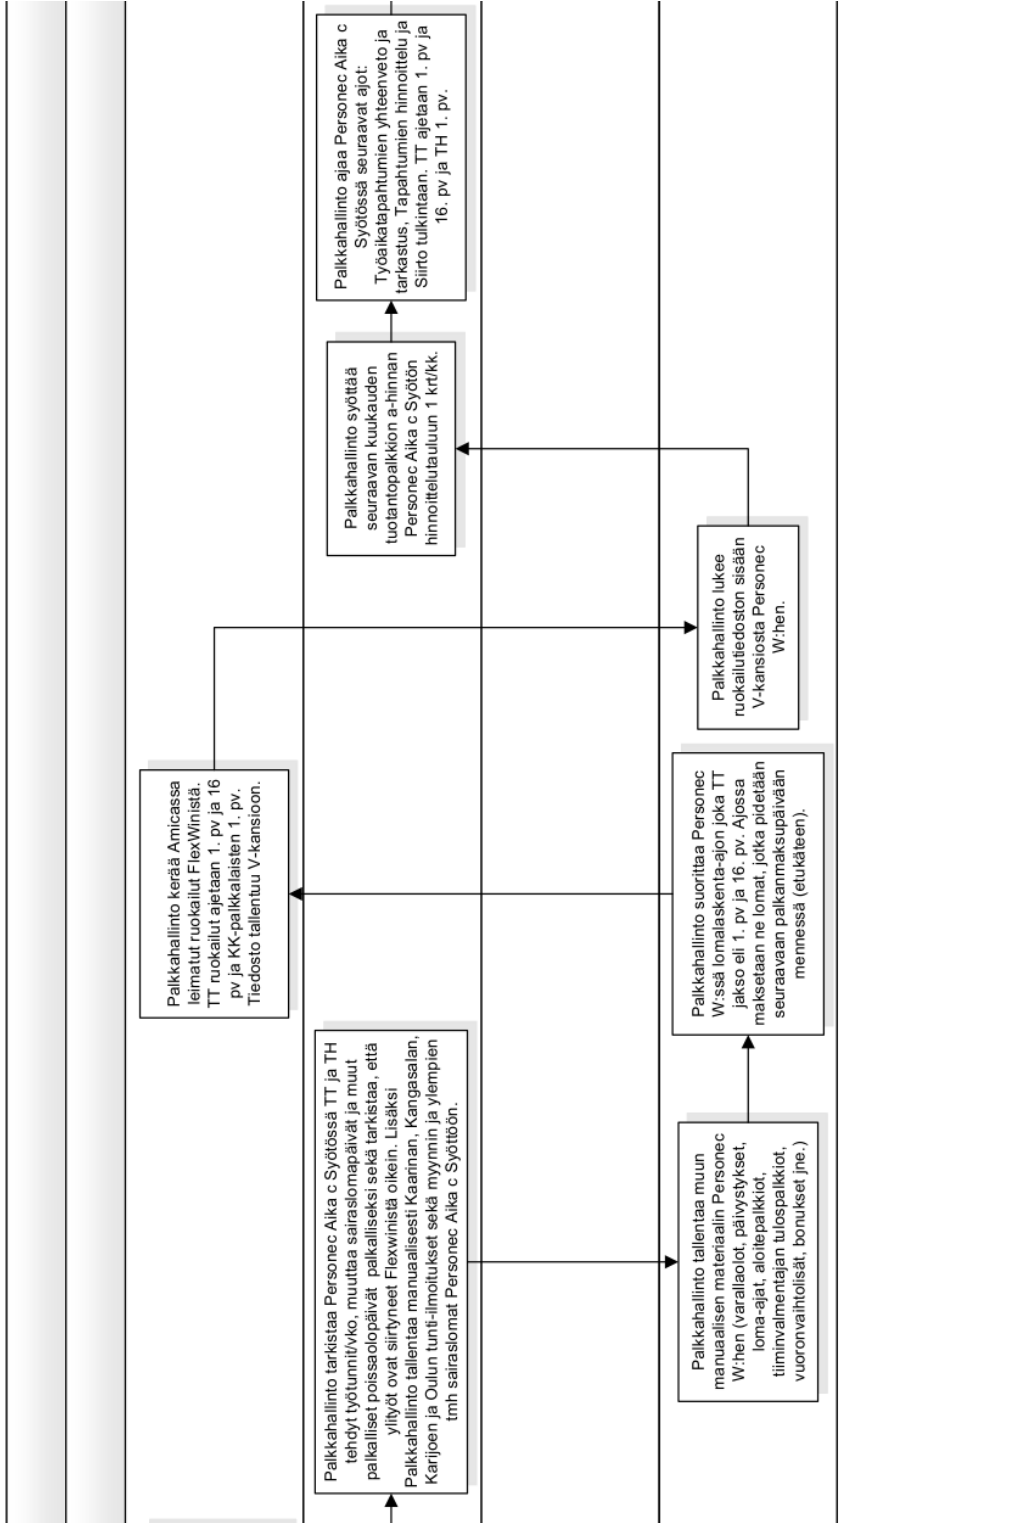 Palkkahallinto tarkistaa Personec Aika c Syötössä TT ja TH
tehdyt työtunnit/vko, muuttaa sairaslomapäivät ja muut
palkalliset poissaolopäivät palkalliseksi sekä tarkistaa, että
ylityöt ovat siirtyneet Flexwinistä oikein. Lisäksi
Palkkahallinto tallentaa manuaalisesti Kaarinan, Kangasalan,
Karijoen ja Oulun tunti-ilmoitukset sekä myynnin ja ylempien
tmh sairaslomat Personec Aika c Syöttöön.
Palkkahallinto tallentaa muun
manuaalisen materiaalin Personec
W:hen (varallaolot, päivystykset,
loma-ajat, aloitepalkkiot,
tiiminvalmentajan tulospalkkiot,
vuoronvaihtolisät, bonukset jne.)
Palkkahallinto suorittaa Personec
W:ssä lomalaskenta-ajon joka TT
jakso eli 1. pv ja 16. pv. Ajossa
maksetaan ne lomat, jotka pidetään
seuraavaan palkanmaksupäivään
mennessä (etukäteen).
Palkkahallinto kerää Amicassa
leimatut ruokailut FlexWinistä.
TT ruokailut ajetaan 1. pv ja 16
pv ja KK-palkkalaisten 1. pv.
Tiedosto tallentuu V-kansioon.
Palkkahallinto lukee
ruokailutiedoston sisään
V-kansiosta Personec
W:hen.
Palkkahallinto syöttää
seuraavan kuukauden
tuotantopalkkion a-hinnan
Personec Aika c Syötön
hinnoittelutauluun 1 krt/kk.
Palkkahallinto ajaa Personec Aika c
Syötössä seuraavat ajot:
Työaikatapahtumien yhteenveto ja
tarkastus, Tapahtumien hinnoittelu ja
Siirto tulkintaan. TT ajetaan 1. pv ja
16. pv ja TH 1. pv.